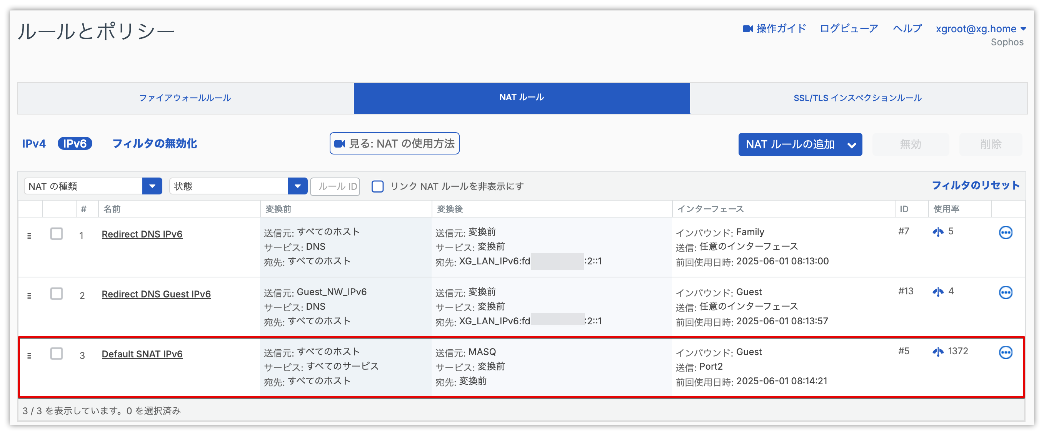 ルールとポリシー
操作ガイド ログビューア ヘルプ xgroot@xg.home
Sophos
ファイアウォールルール NAT ルール SSL/TLS インスペクションルール
IPv4 IPv6 フィルタの無効化 見る: NAT の使用方法 NAT ルールの追加 無効 削除
NAT の種類 状態 ルール ID リンク NAT ルールを非表示にす フィルタのリセット
# 名前 変換前 変換後 インターフェース ID 使用率
1 Redirect DNS IPv6 送信元: すべてのホスト 送信元: 変換前 インバウンド: Family #7 5
サービス: DNS サービス: 変換前 送信: 任意のインターフェース
宛先: すべてのホスト 宛先: XG_LAN_IPv6:fd :2::1 前回使用日時: 2025-06-01 08:13:00
2 Redirect DNS Guest IPv6 送信元: Guest_NW_IPv6 送信元: 変換前 インバウンド: Guest #13 4
サービス: DNS サービス: 変換前 送信: 任意のインターフェース
宛先: すべてのホスト 宛先: XG_LAN_IPv6:fd :2::1 前回使用日時: 2025-06-01 08:13:57
3 Default SNAT IPv6 送信元: すべてのホスト 送信元: MASQ インバウンド: Guest #5 1372
サービス: すべてのサービス サービス: 変換前 送信: Port2
宛先: すべてのホスト 宛先: 変換前 前回使用日時: 2025-06-01 08:14:21
3 / 3 を表示しています。0 を選択済み